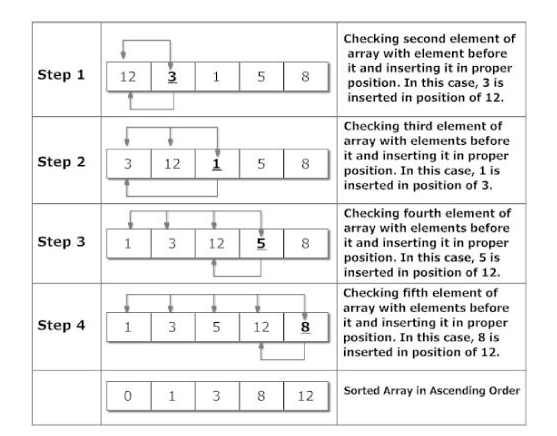 Step 1
12 3 1 5 8
Checking second element of
array with element before
it and inserting it in proper
position. In this case, 3 is
inserted in position of 12.
Step 2
3 12 1 5 8
Checking third element of
array with elements before
it and inserting it in proper
position. In this case, 1 is
inserted in position of 3.
Step 3
1 3 12 5 8
Checking fourth element of
array with elements before
it and inserting it in proper
position. In this case, 5 is
inserted in position of 12.
Step 4
1 3 5 12 8
Checking fifth element of
array with elements before
it and inserting it in proper
position. In this case, 8 is
inserted in position of 12.
0 1 3 8 12
Sorted Array in Ascending Order